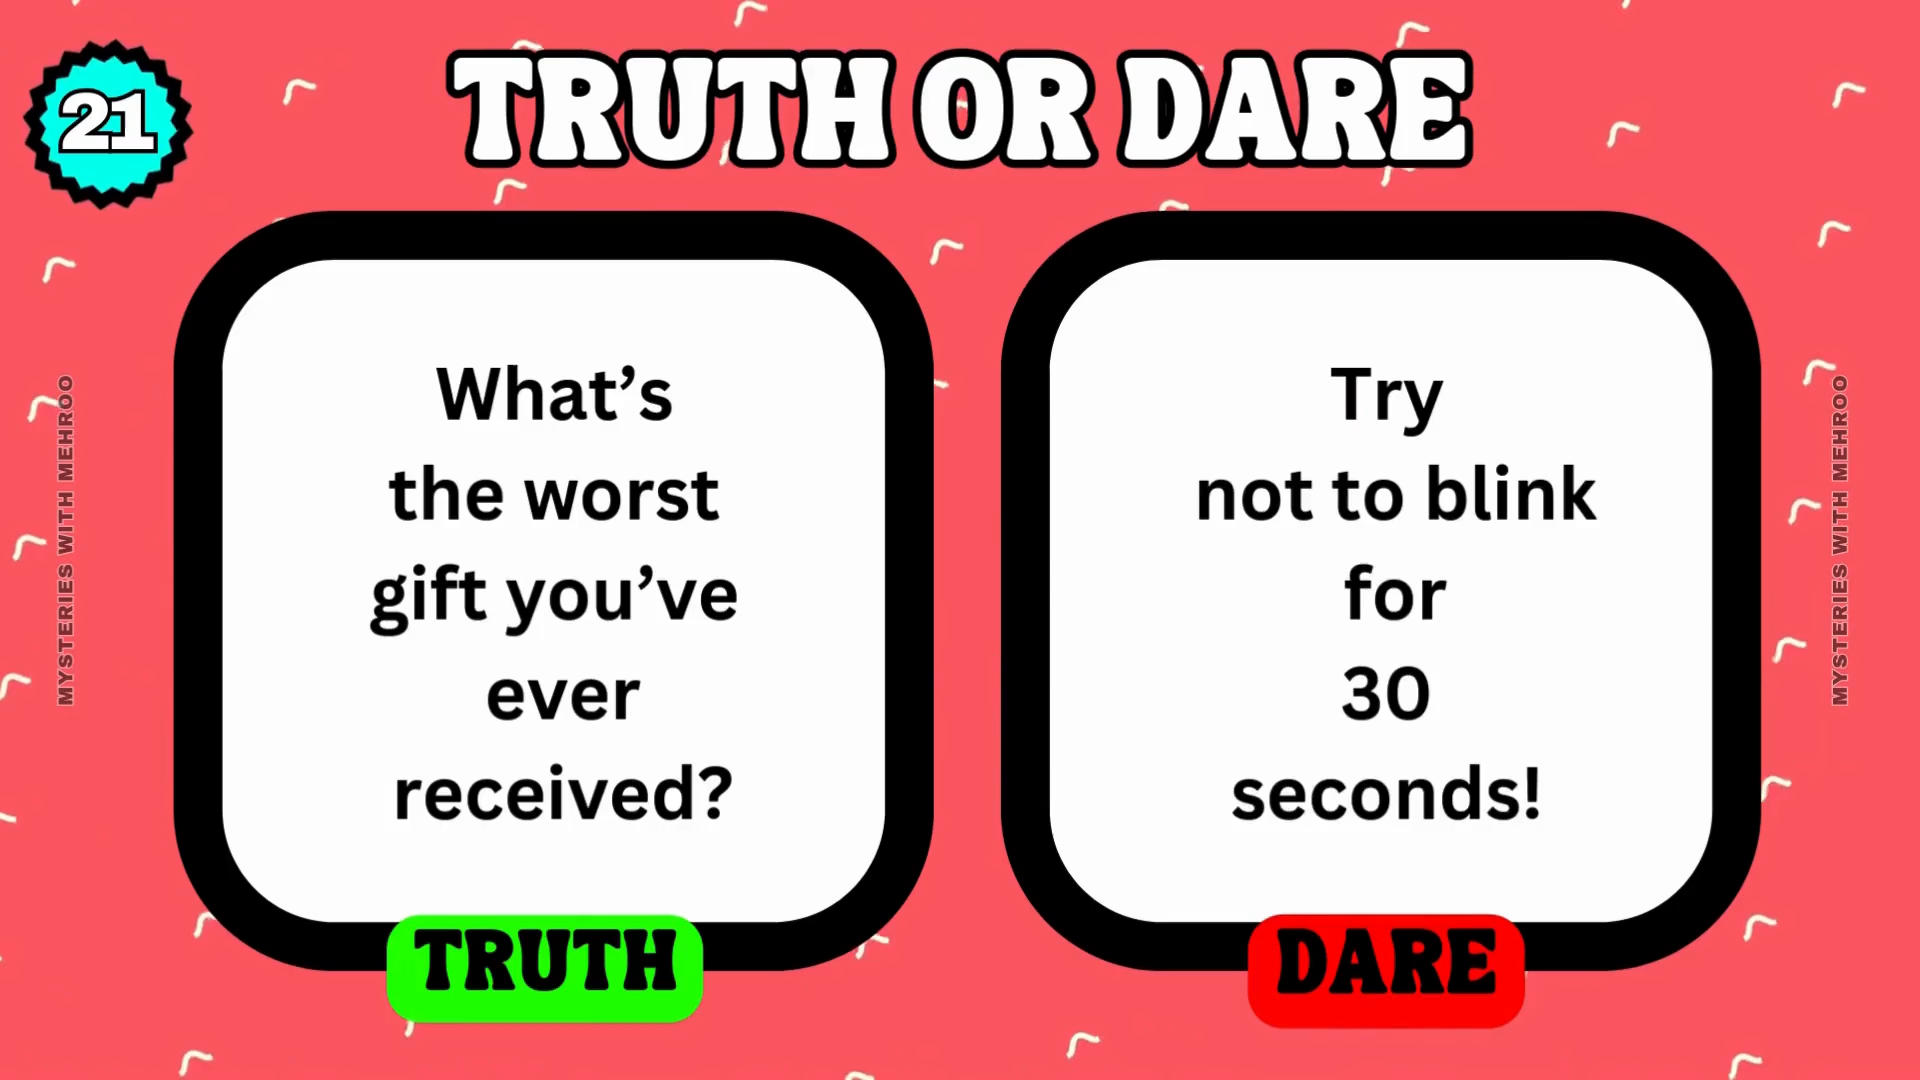 21
TRUTH OR DARE
What’s
the worst
gift you’ve
ever
received?
TRUTH
Try
not to blink
for
30
seconds!
DARE
MYSTERIES WITH MEHROO
MYSTERIES WITH MEHROO